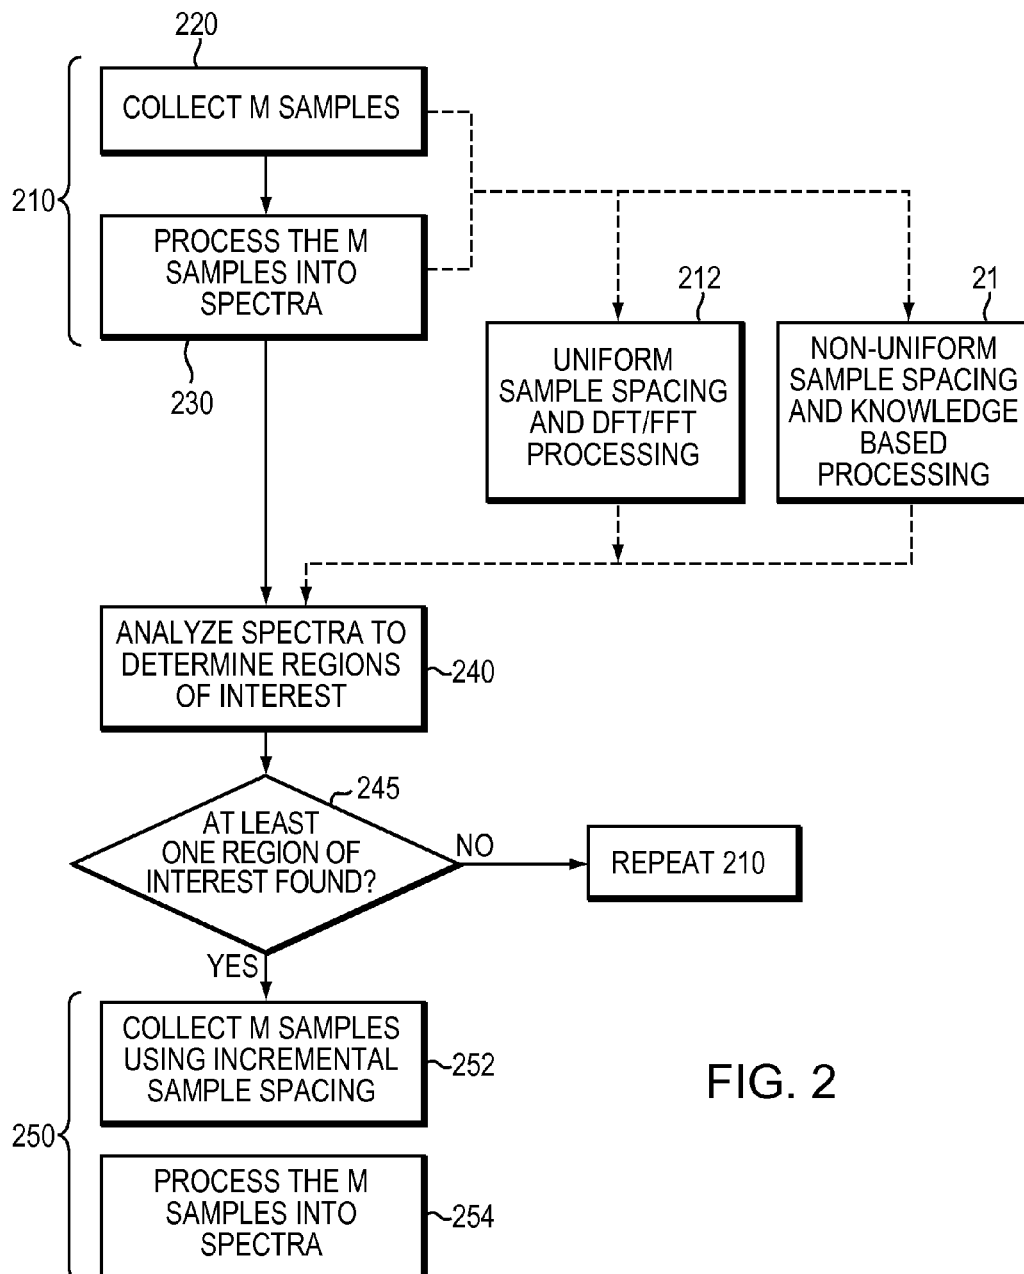 220
COLLECT M SAMPLES
210
PROCESS THE M
SAMPLES INTO
SPECTRA
230
212
UNIFORM
SAMPLE SPACING
AND DFT/FFT
PROCESSING
21
NON-UNIFORM
SAMPLE SPACING
AND KNOWLEDGE
BASED
PROCESSING
ANALYZE SPECTRA TO
DETERMINE REGIONS
OF INTEREST
240
245
AT LEAST
ONE REGION OF
INTEREST FOUND?
NO
REPEAT 210
YES
COLLECT M SAMPLES
USING INCREMENTAL
SAMPLE SPACING
252
250
PROCESS THE M
SAMPLES INTO
SPECTRA
254
FIG. 2